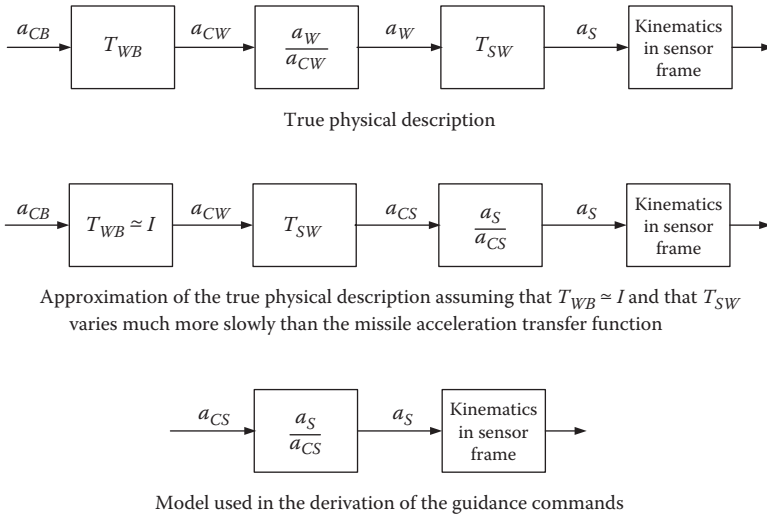 a_CB
T_WB
a_CW
a_W
a_CW
a_W
T_SW
a_S
Kinematics
in sensor
frame
True physical description
a_CB
T_WB ≃ I
a_CW
T_SW
a_CS
a_S
a_CS
a_S
Kinematics
in sensor
frame
Approximation of the true physical description assuming that T_WB ≃ I and that T_SW
varies much more slowly than the missile acceleration transfer function
a_CS
a_S
a_CS
a_S
Kinematics
in sensor
frame
Model used in the derivation of the guidance commands